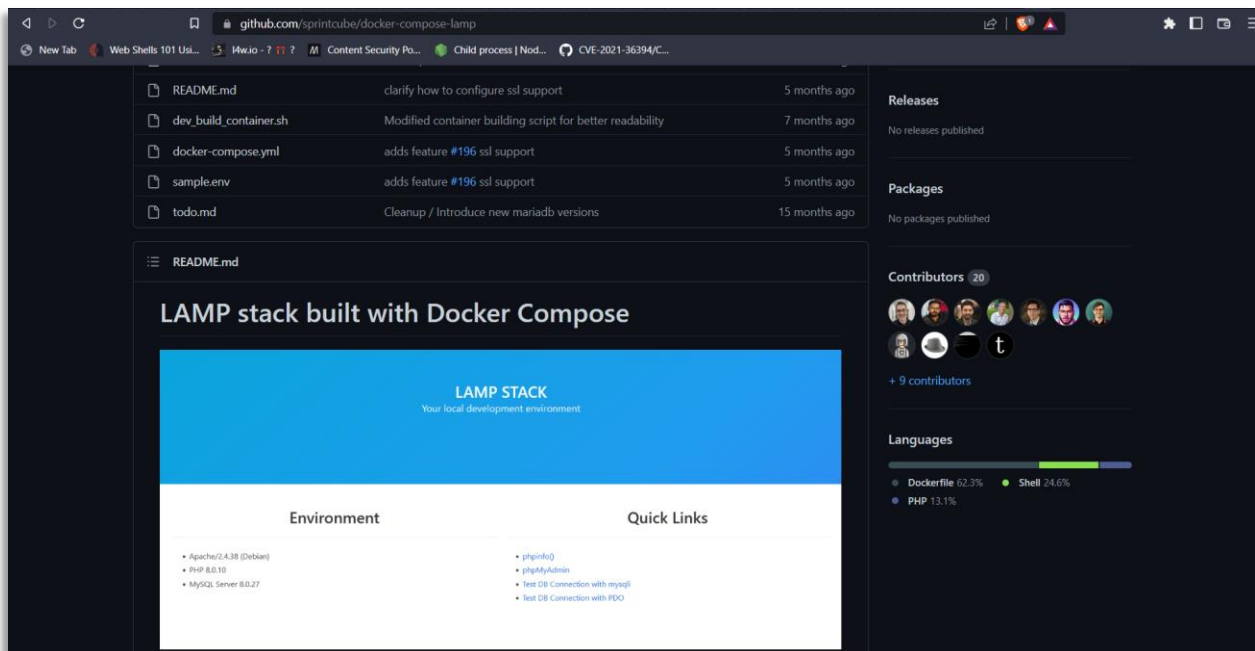 github.com/sprintcube/docker-compose-lamp
New Tab Web Shells 101 Usi... l4w.io - ? ?? ? Content Security Po... Child process | Nod... CVE-2021-36394/C...
README.md clarify how to configure ssl support 5 months ago
dev_build_container.sh Modified container building script for better readability 7 months ago
docker-compose.yml adds feature #196 ssl support 5 months ago
sample.env adds feature #196 ssl support 5 months ago
todo.md Cleanup / Introduce new mariadb versions 15 months ago
README.md
LAMP stack built with Docker Compose
LAMP STACK
Your local development environment
Environment
• Apache/2.4.38 (Debian)
• PHP 8.0.10
• MySQL Server 8.0.27
Quick Links
• phpinfo()
• phpMyAdmin
• Test DB Connection with mysqli
• Test DB Connection with PDO
Releases
No releases published
Packages
No packages published
Contributors 20
t
+ 9 contributors
Languages
Dockerfile 62.3% Shell 24.6%
PHP 13.1%